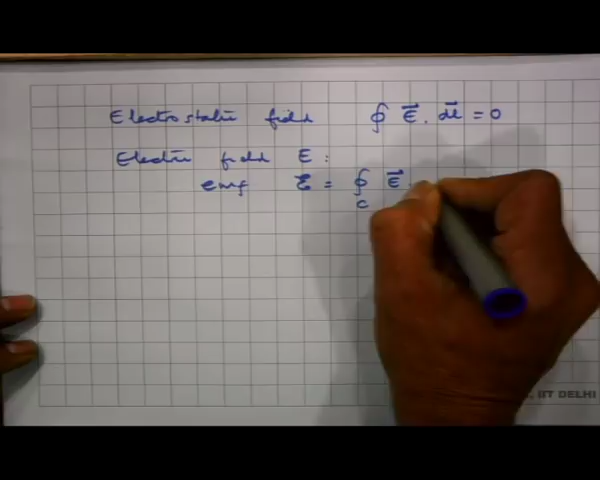 Electrostatic field ∮ E⃗ . dl⃗ = 0
Electric field E :
emf ℰ = ∮ E⃗ .
c
IIT DELHI